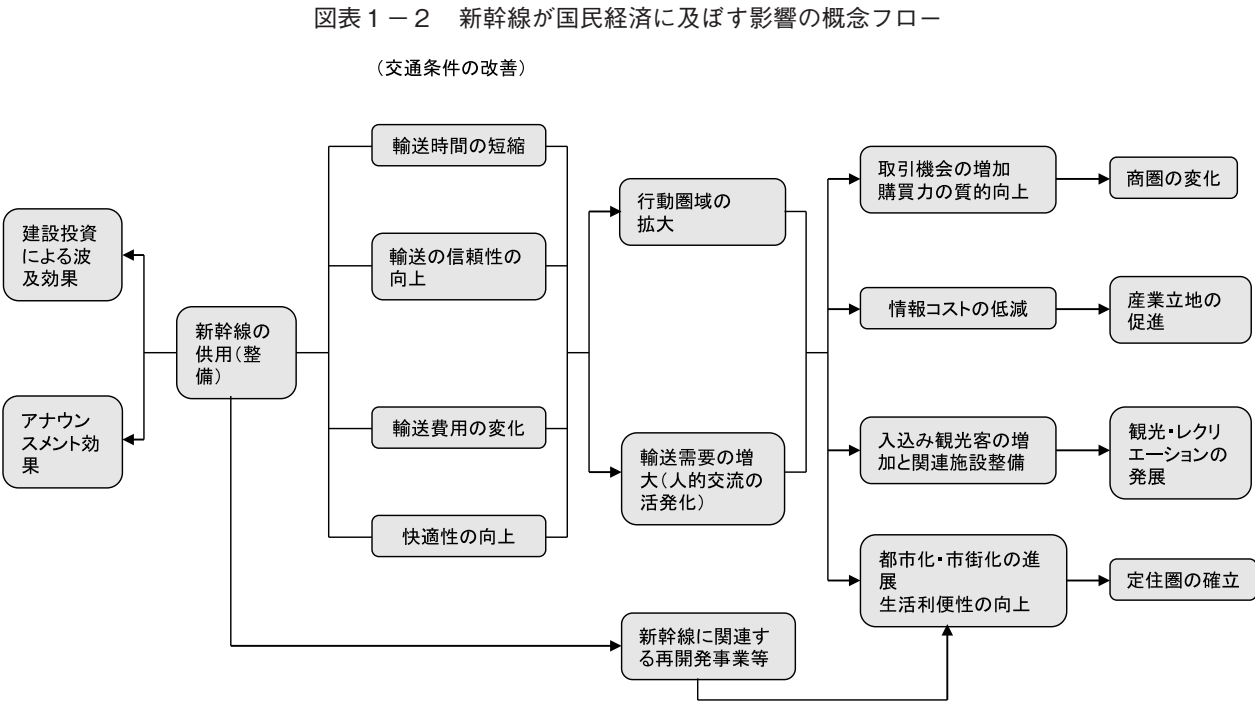 図表１－２　新幹線が国民経済に及ぼす影響の概念フロー
（交通条件の改善）
建設投資
による波
及効果
アナウン
スメント効
果
新幹線の
供用（整
備）
輸送時間の短縮
輸送の信頼性の
向上
輸送費用の変化
快適性の向上
行動圏域の
拡大
輸送需要の増
大（人的交流の
活発化）
新幹線に関連す
る再開発事業等
取引機会の増加
購買力の質的向上
情報コストの低減
入込み観光客の増
加と関連施設整備
都市化・市街化の進
展
生活利便性の向上
商圏の変化
産業立地の
促進
観光・レクリ
エーションの
発展
定住圏の確立